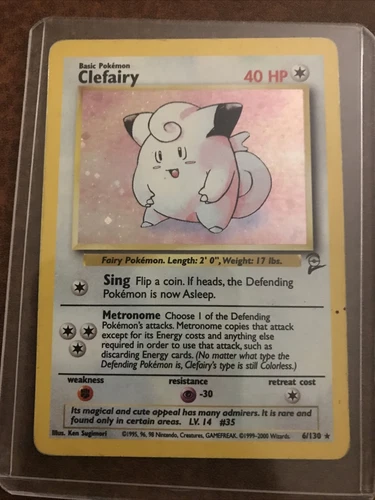 Basic Pokémon
Clefairy
40 HP
Fairy Pokémon. Length: 2' 0", Weight: 17 lbs.
Sing Flip a coin. If heads, the Defending
Pokémon is now Asleep.
Metronome Choose 1 of the Defending
Pokémon's attacks. Metronome copies that attack
except for its Energy costs and anything else
required in order to use that attack, such as
discarding Energy cards. (No matter what type the
Defending Pokémon is, Clefairy's type is still Colorless.)
weakness resistance retreat cost
-30
Its magical and cute appeal has many admirers. It is rare and
found only in certain areas. LV. 14 #35
Illus. Ken Sugimori ©1995, 96, 98 Nintendo, Creatures, GAMEFREAK. ©1999-2000 Wizards. 6/130 ★